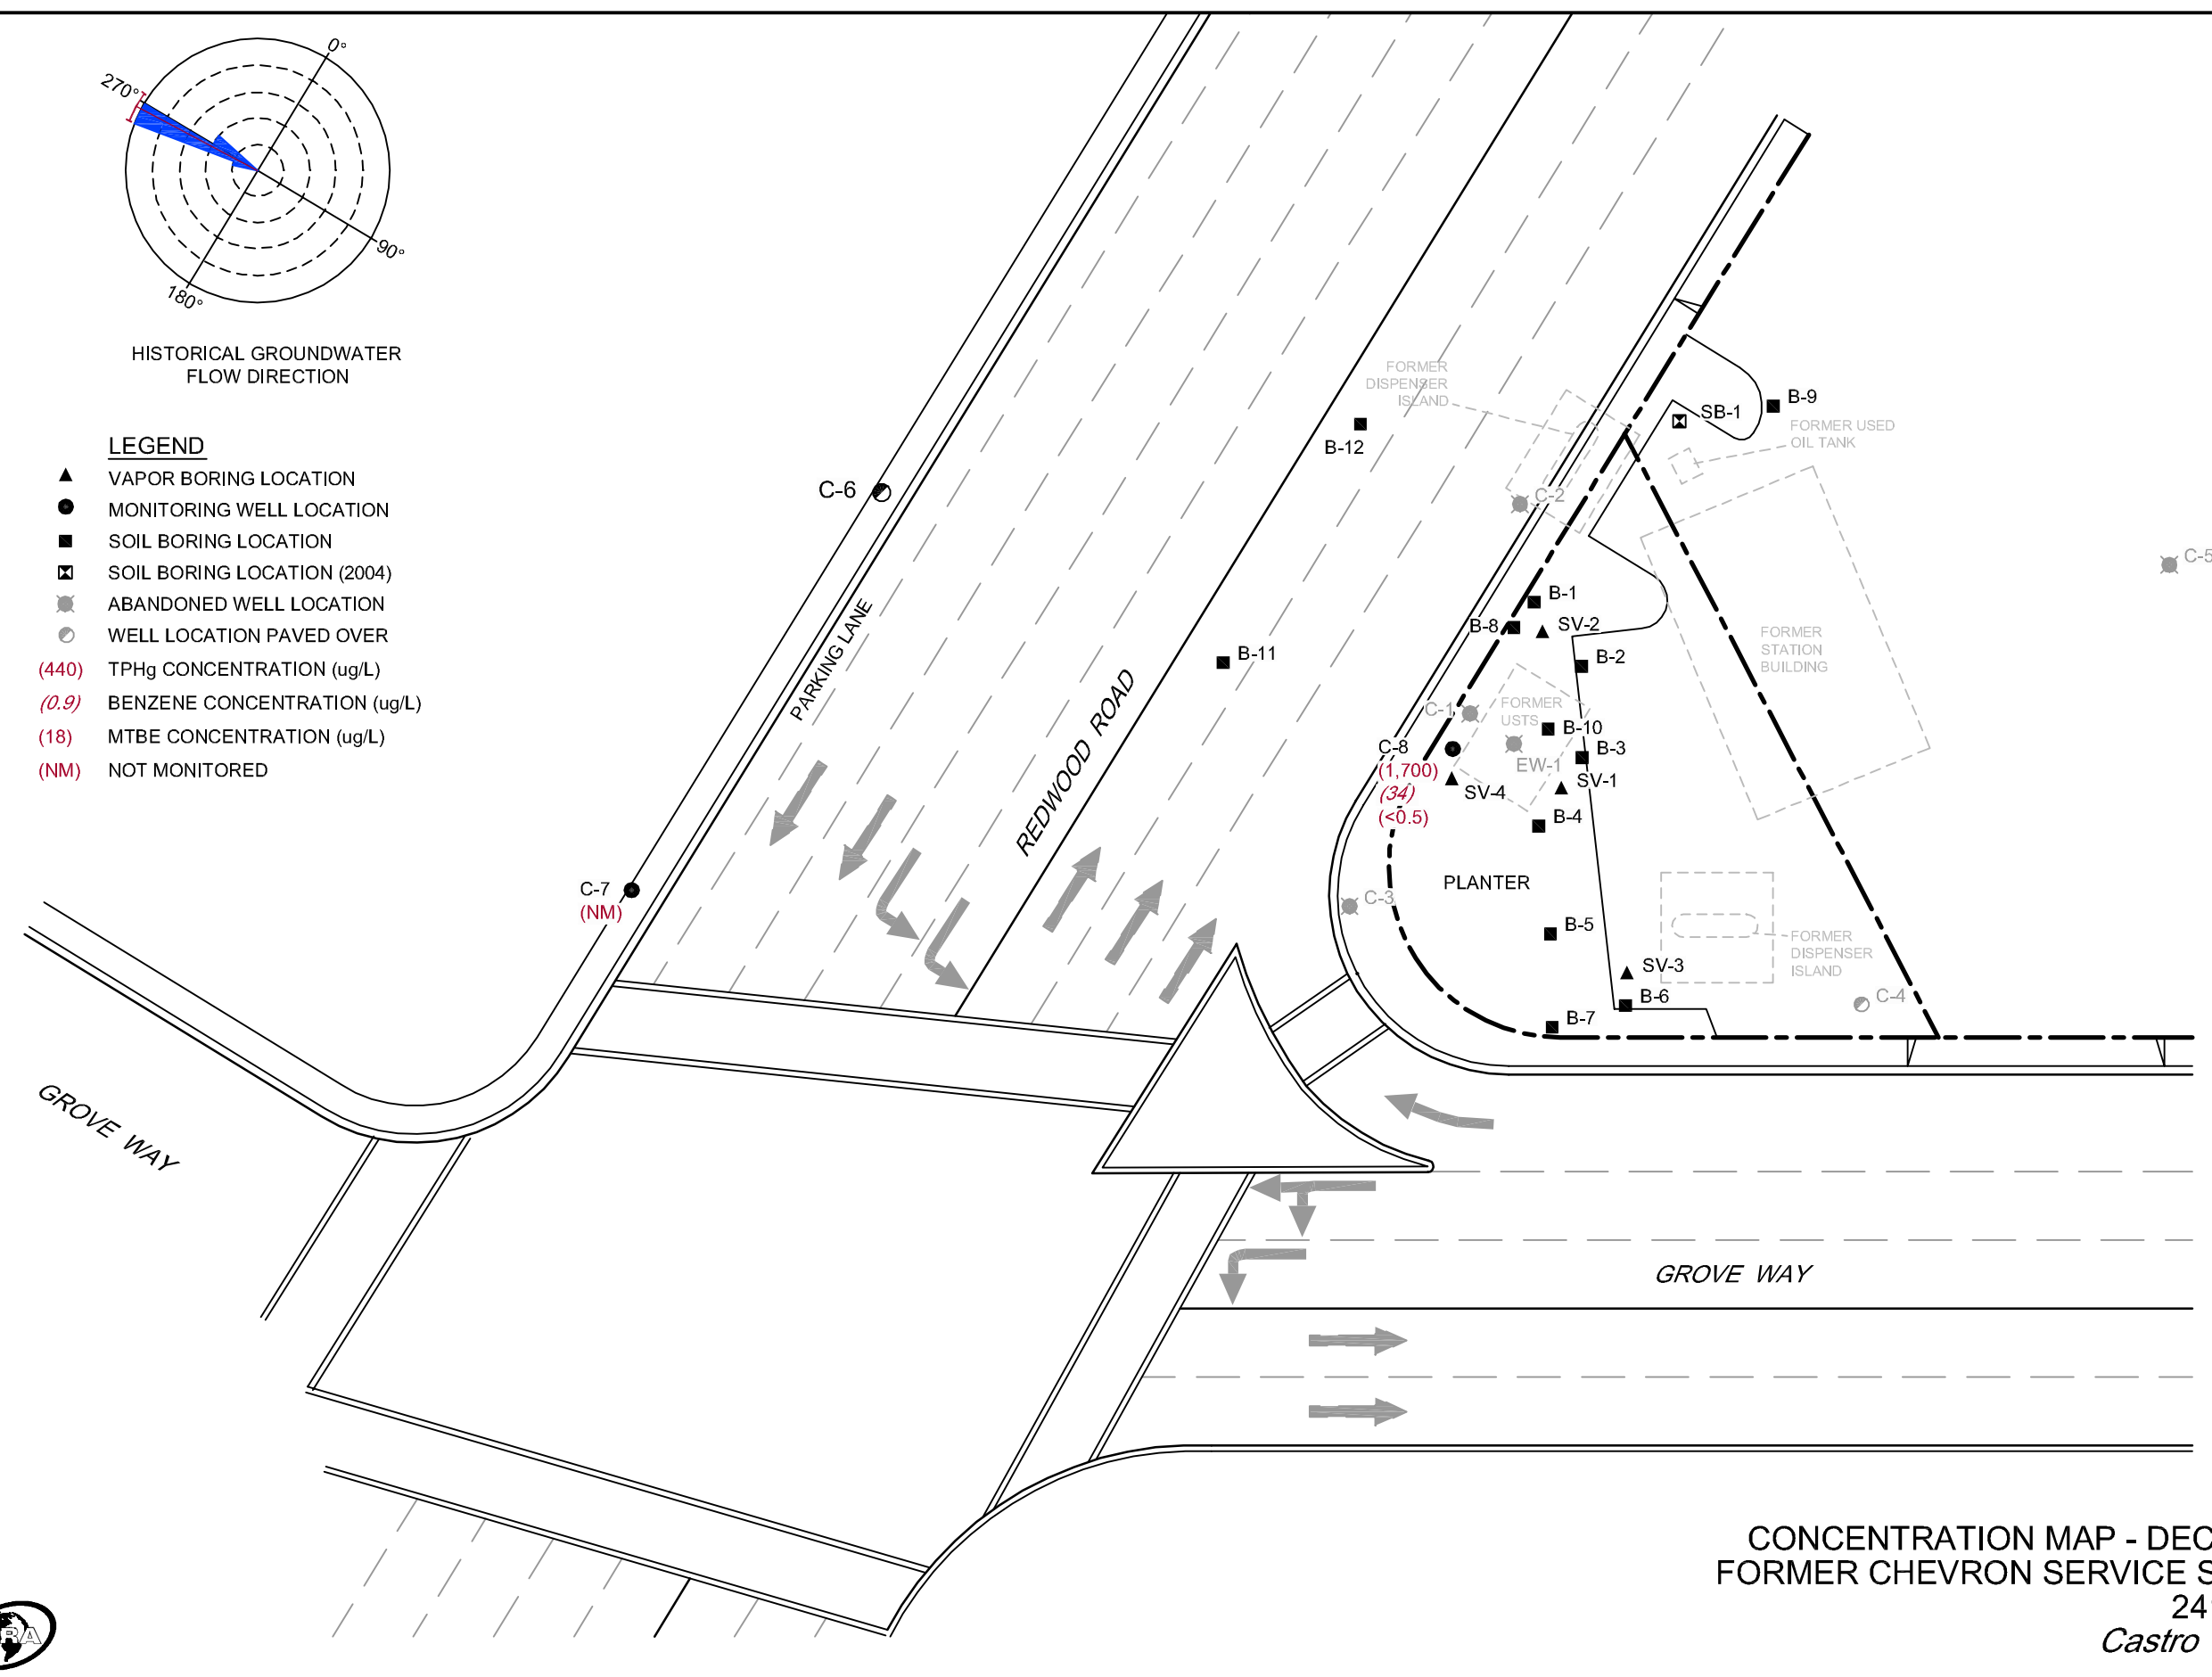 0°
270°
90°
180°
HISTORICAL GROUNDWATER
FLOW DIRECTION
LEGEND
VAPOR BORING LOCATION
MONITORING WELL LOCATION
SOIL BORING LOCATION
SOIL BORING LOCATION (2004)
ABANDONED WELL LOCATION
WELL LOCATION PAVED OVER
(440) TPHg CONCENTRATION (ug/L)
(0.9) BENZENE CONCENTRATION (ug/L)
(18) MTBE CONCENTRATION (ug/L)
(NM) NOT MONITORED
C-6
C-7
(NM)
PARKING LANE
REDWOOD ROAD
B-12
B-11
FORMER
DISPENSER
ISLAND
C-2
SB-1
B-9
FORMER USED
OIL TANK
C-5
B-1
B-8
SV-2
B-2
FORMER
STATION
BUILDING
C-1
FORMER
USTS
B-10
B-3
EW-1
C-8
(1,700)
(34)
(<0.5)
SV-4
SV-1
B-4
PLANTER
C-3
B-5
FORMER
DISPENSER
ISLAND
SV-3
B-6
C-4
B-7
GROVE WAY
GROVE WAY
CONCENTRATION MAP - DEC
FORMER CHEVRON SERVICE S
24
Castro
RA